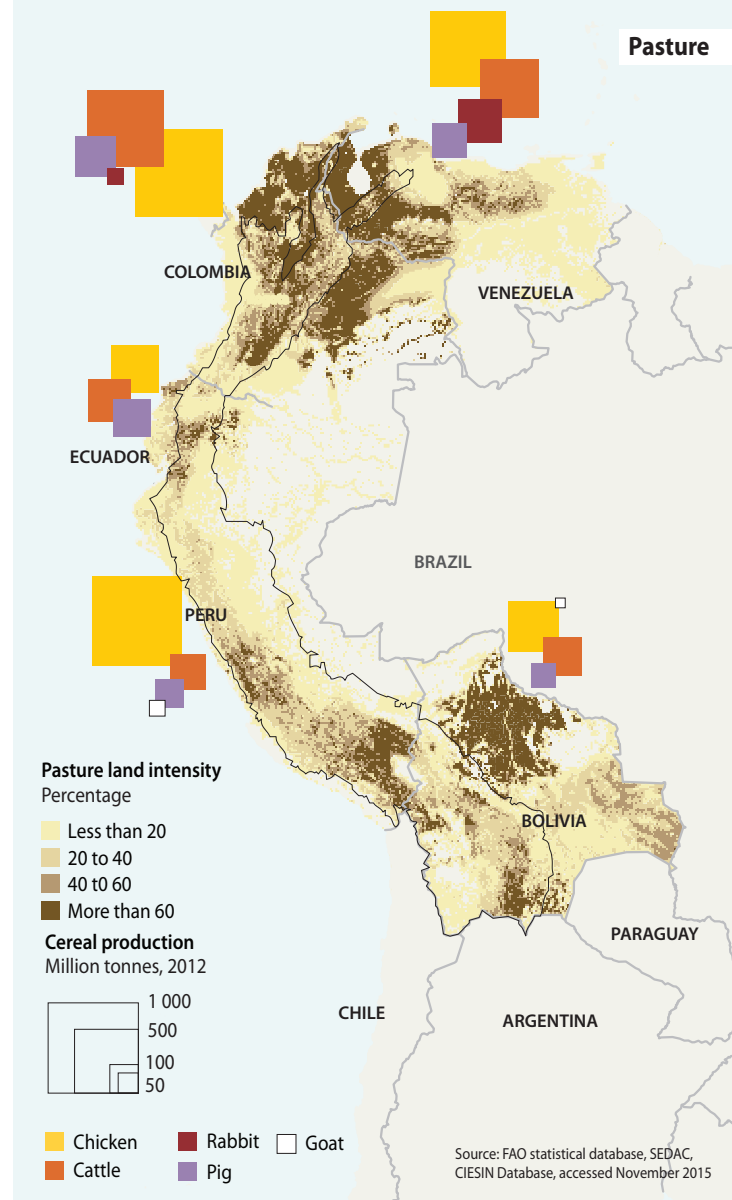 Pasture
COLOMBIA
VENEZUELA
ECUADOR
BRAZIL
PERU
BOLIVIA
PARAGUAY
CHILE
ARGENTINA
Pasture land intensity
Percentage
Less than 20
20 to 40
40 t0 60
More than 60
Cereal production
Million tonnes, 2012
1 000
500
100
50
Chicken
Cattle
Rabbit
Pig
Goat
Source: FAO statistical database, SEDAC,
CIESIN Database, accessed November 2015